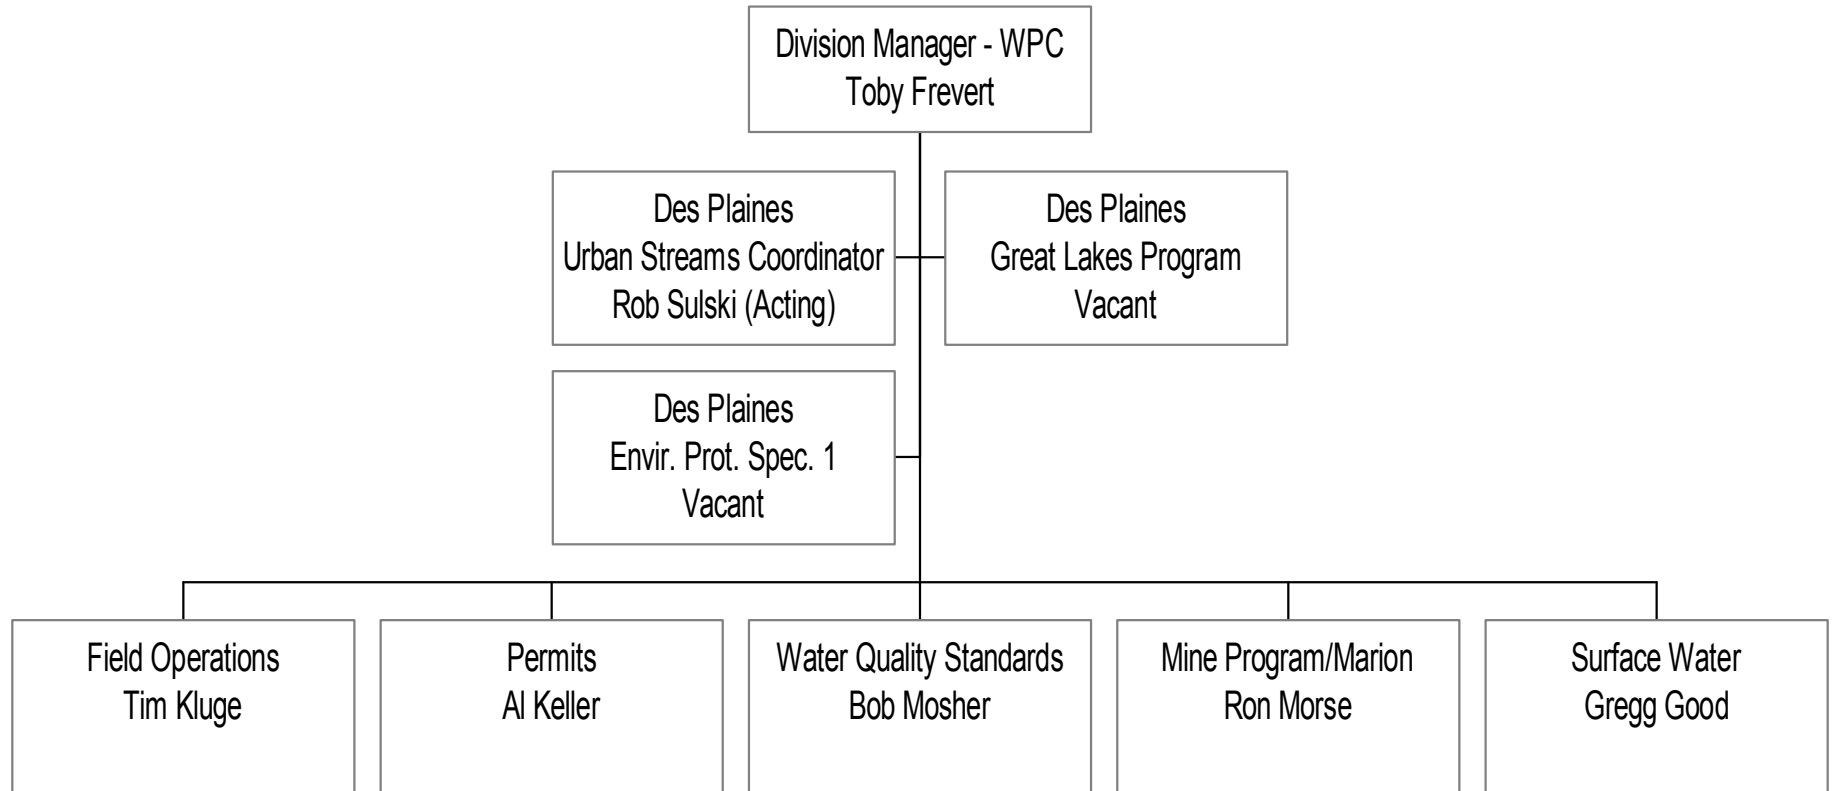 Division Manager - WPC
Toby Frevert
Des Plaines
Urban Streams Coordinator
Rob Sulski (Acting)
Des Plaines
Great Lakes Program
Vacant
Des Plaines
Envir. Prot. Spec. 1
Vacant
Field Operations
Tim Kluge
Permits
Al Keller
Water Quality Standards
Bob Mosher
Mine Program/Marion
Ron Morse
Surface Water
Gregg Good